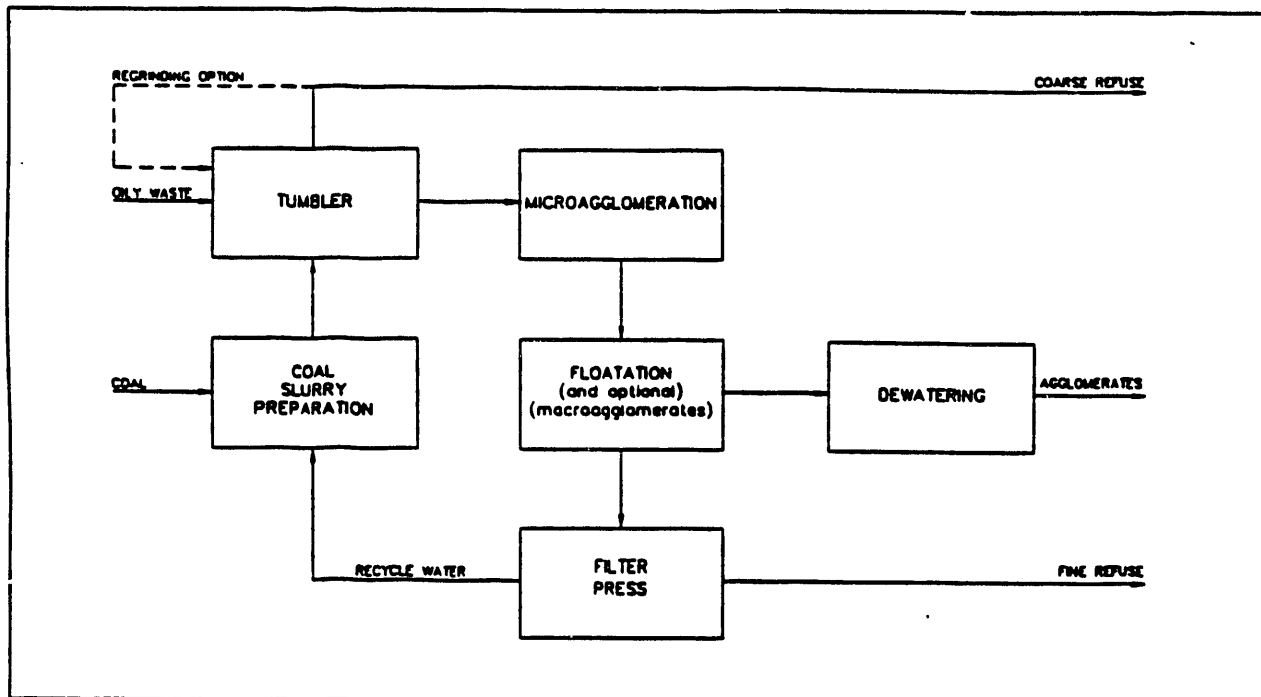 REGRINDING OPTION
COARSE REFUSE
OILY WASTE
TUMBLER
MICROAGGLOMERATION
COAL
COAL
SLURRY
PREPARATION
FLOATATION
(and optional)
(macroagglomerates)
DEWATERING
AGGLOMERATES
RECYCLE WATER
FILTER
PRESS
FINE REFUSE